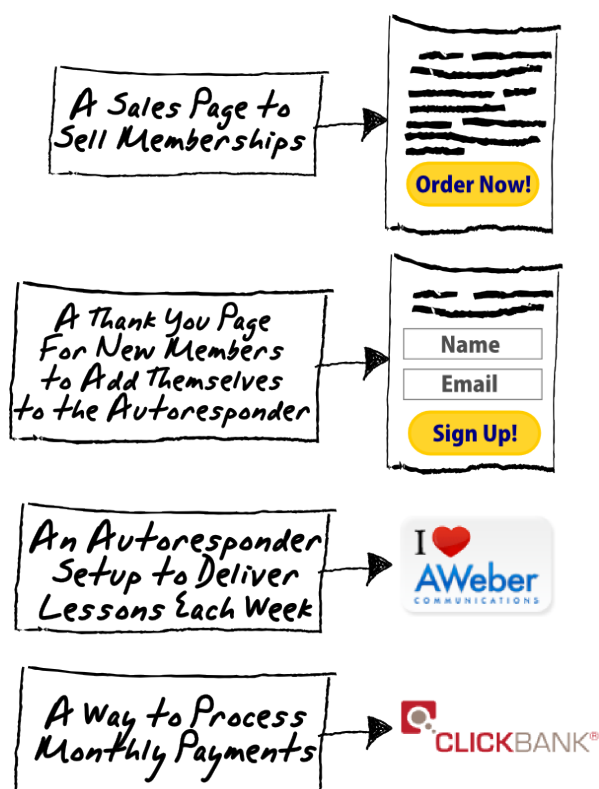 A Sales Page to
Sell Memberships
Order Now!
A Thank You Page
For New Members
to Add Themselves
to the Autoresponder
Name
Email
Sign Up!
An Autoresponder
Setup to Deliver
Lessons Each Week
I
AWeber
COMMUNICATIONS
A Way to Process
Monthly Payments
CLICKBANK®